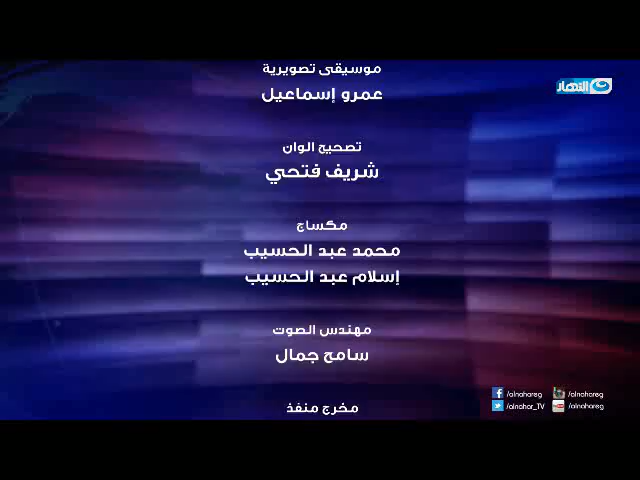 موسيقى تصويرية
النهار
عمرو إسماعيل
تصحيح الوان
شريف فتحي
مكساج
محمد عبد الحسيب
إسلام عبد الحسيب
مهندس الصوت
سامح جمال
/alnahareg
/alnahareg
/alnahar_TV
/alnahareg
مخرج منفذ